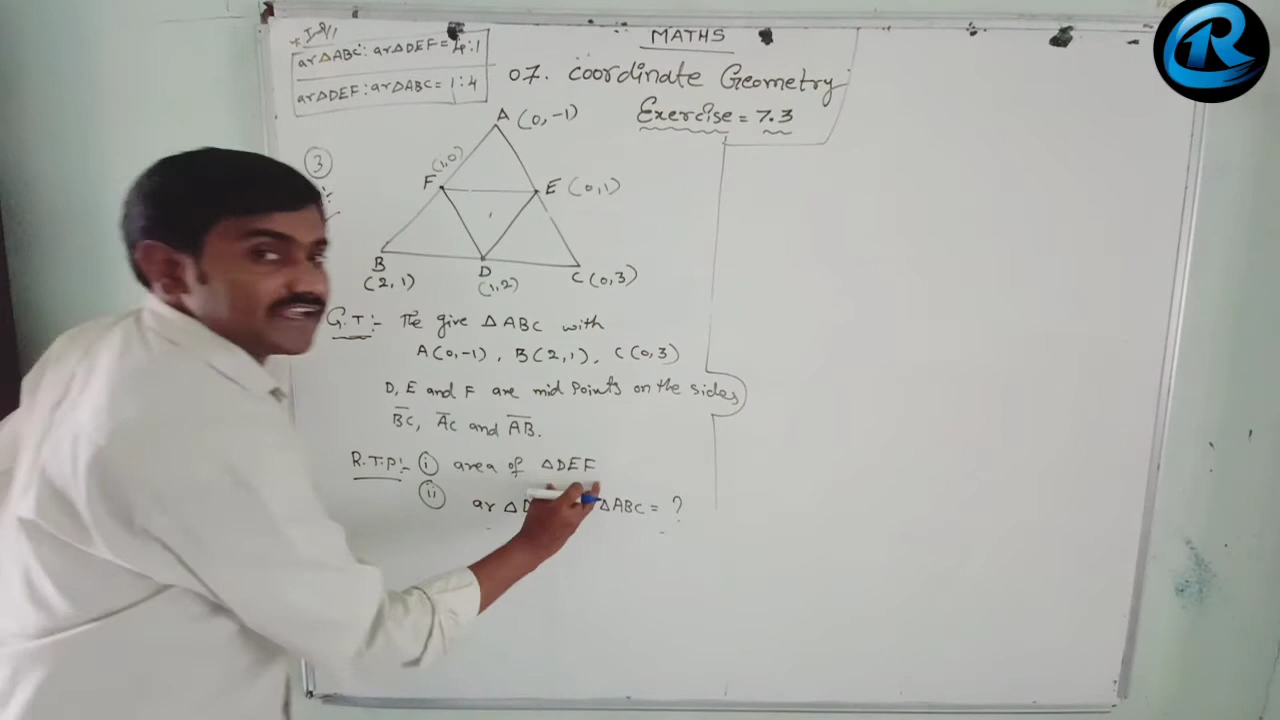 MATHS
07. Coordinate Geometry
Exercise = 7.3
* Imp/1
ar△ABC : ar△DEF = 4:1
ar△DEF : ar△ABC = 1:4
3
A (0,-1)
(1,0)
F
E (0,1)
B
(2,1)
D
(1,2)
C (0,3)
G.T :- The give △ABC with
A(0,-1), B(2,1), C(0,3)
D, E and F are mid points on the sides
BC, AC and AB.
R.T.P:- i area of △DEF
ii ar △D △ABC = ?
R